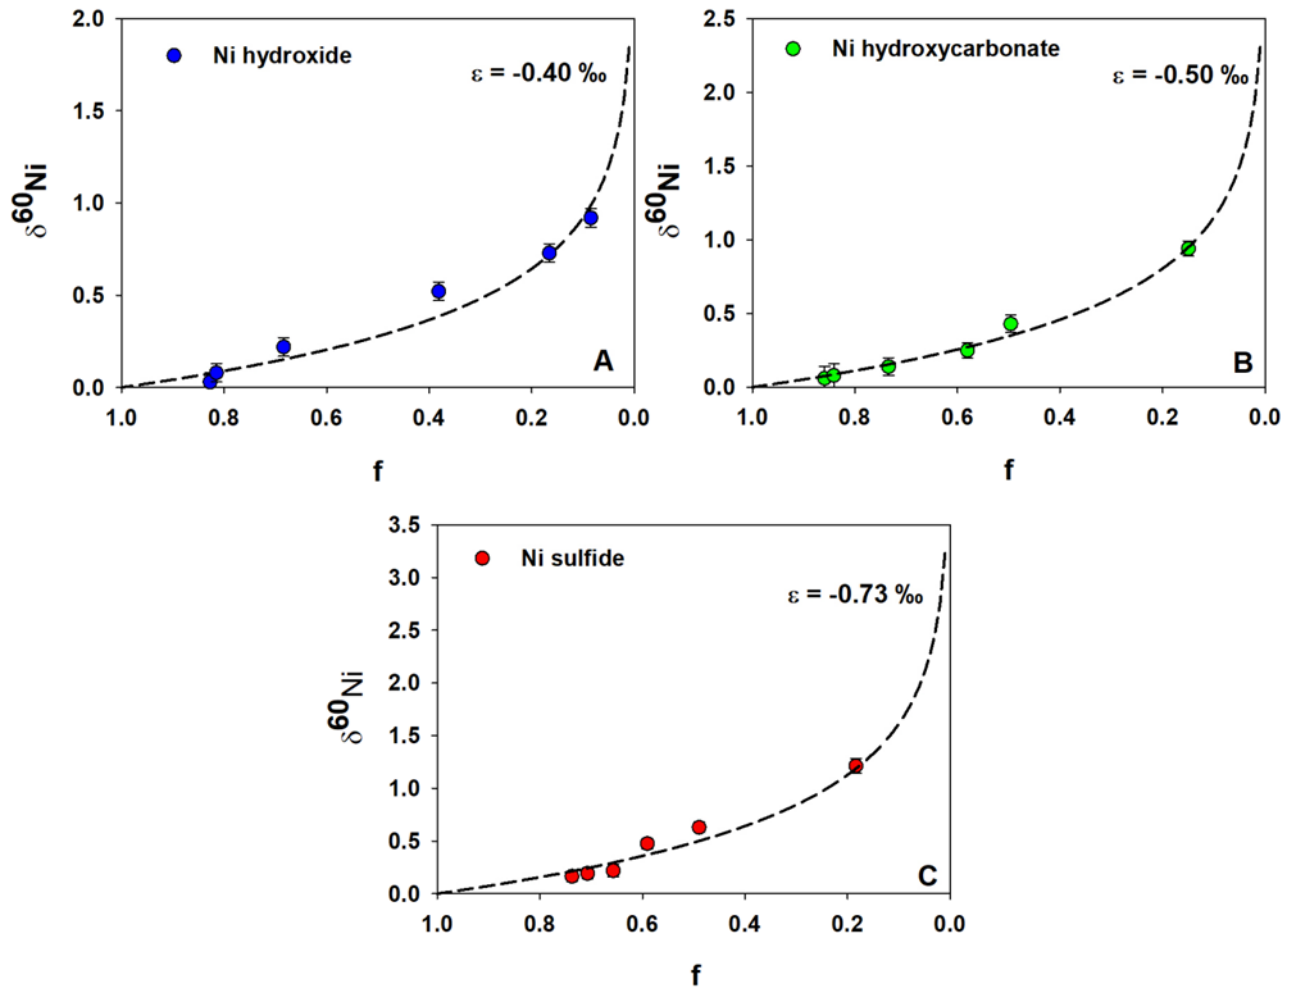 2.0
Ni hydroxide
ε = -0.40 ‰
1.5
1.0
0.5
0.0
δ60Ni
A
1.0 0.8 0.6 0.4 0.2 0.0
f
2.5
Ni hydroxycarbonate
ε = -0.50 ‰
2.0
1.5
1.0
0.5
0.0
δ60Ni
B
1.0 0.8 0.6 0.4 0.2 0.0
f
3.5
Ni sulfide
ε = -0.73 ‰
3.0
2.5
2.0
1.5
1.0
0.5
0.0
δ60Ni
C
1.0 0.8 0.6 0.4 0.2 0.0
f